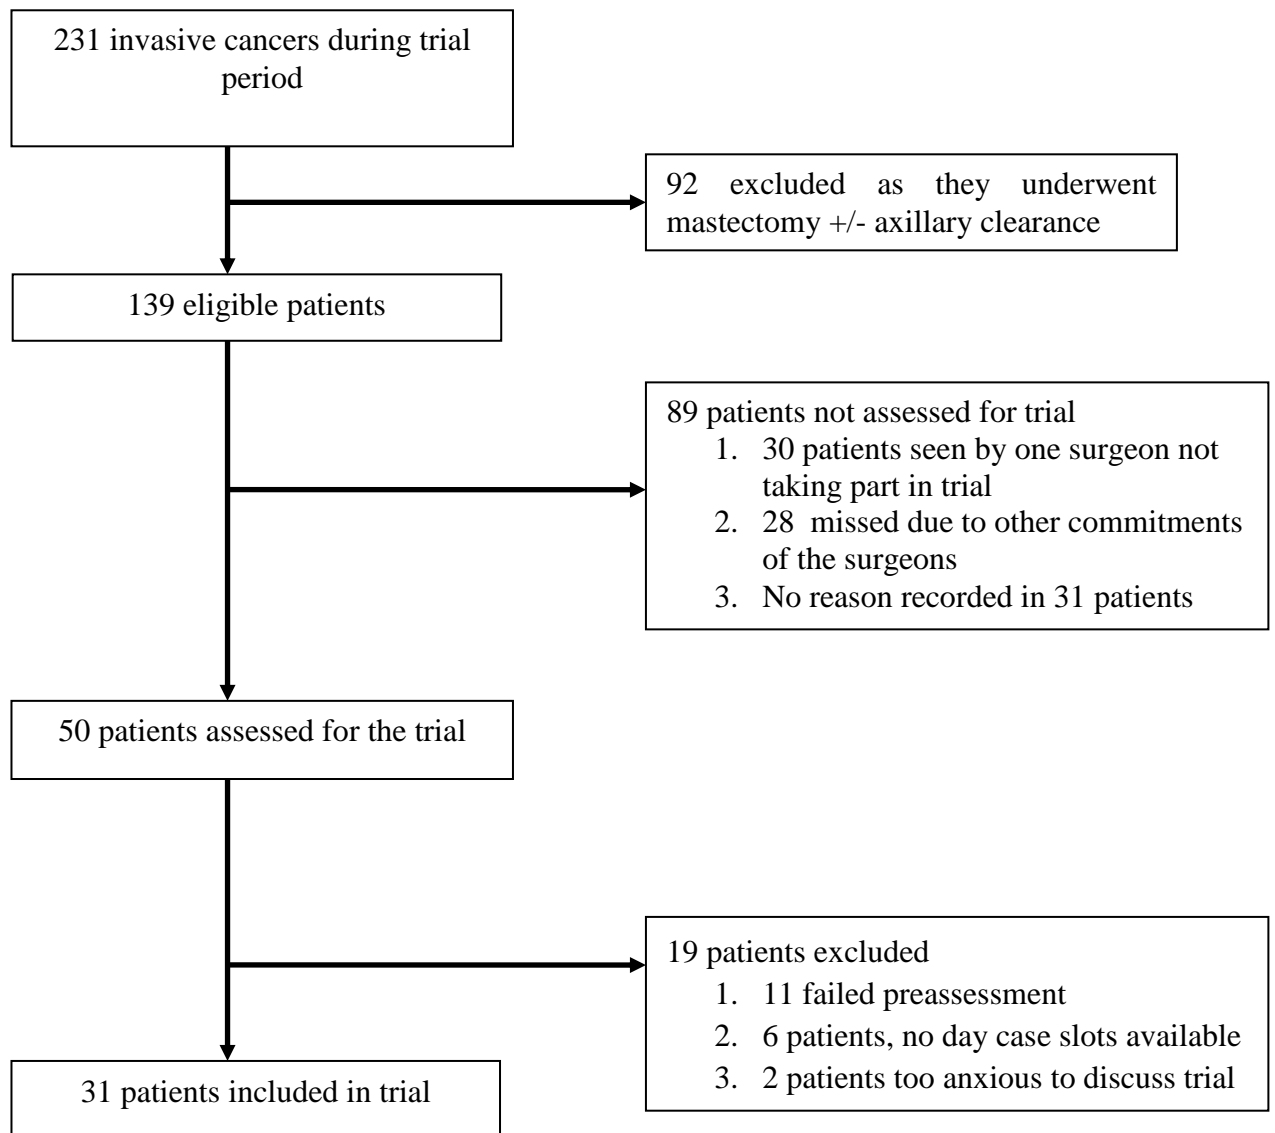 231 invasive cancers during trial
period
92 excluded as they underwent
mastectomy +/- axillary clearance
139 eligible patients
89 patients not assessed for trial
1. 30 patients seen by one surgeon not
taking part in trial
2. 28 missed due to other commitments
of the surgeons
3. No reason recorded in 31 patients
50 patients assessed for the trial
19 patients excluded
1. 11 failed preassessment
2. 6 patients, no day case slots available
3. 2 patients too anxious to discuss trial
31 patients included in trial